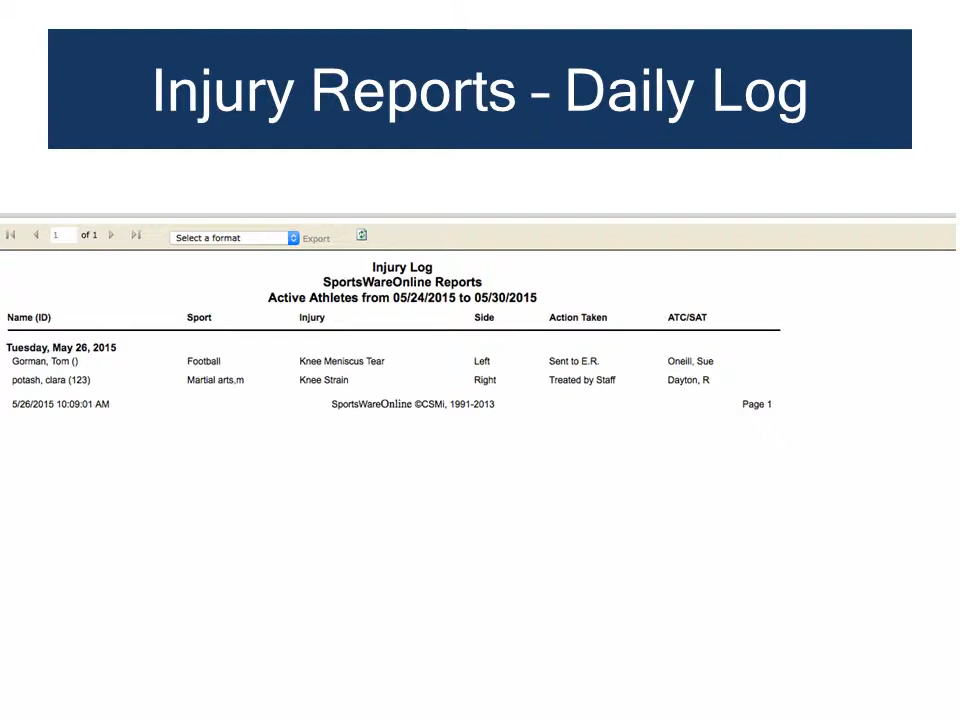 Injury Reports – Daily Log
1 of 1 Select a format Export
Injury Log
SportsWareOnline Reports
Active Athletes from 05/24/2015 to 05/30/2015
Name (ID) Sport Injury Side Action Taken ATC/SAT
Tuesday, May 26, 2015
Gorman, Tom () Football Knee Meniscus Tear Left Sent to E.R. Oneill, Sue
potash, clara (123) Martial arts,m Knee Strain Right Treated by Staff Dayton, R
5/26/2015 10:09:01 AM SportsWareOnline ©CSMi, 1991-2013 Page 1